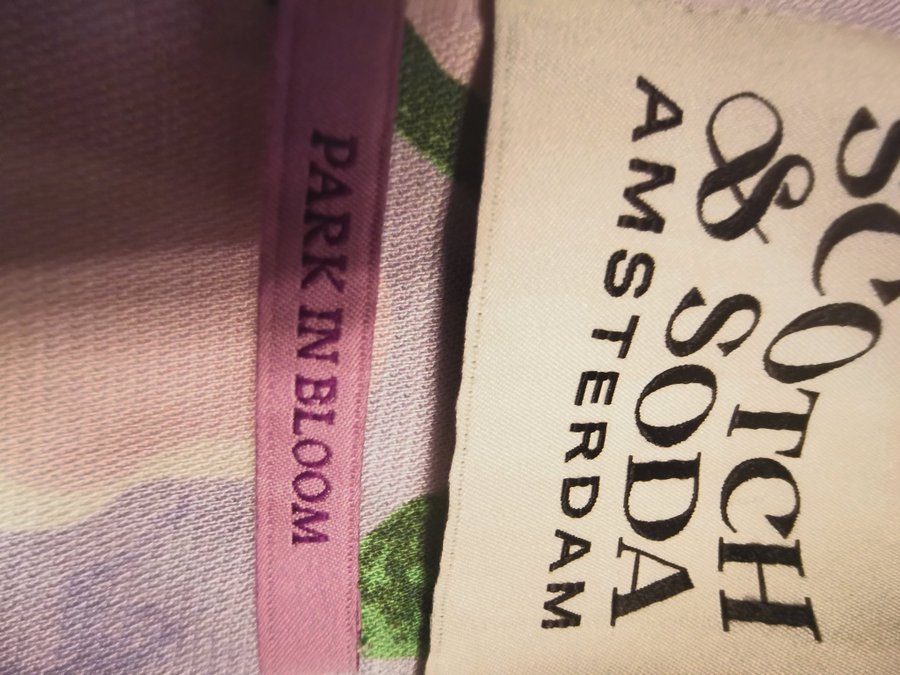 SCOTCH
& SODA
AMSTERDAM
PARK IN BLOOM